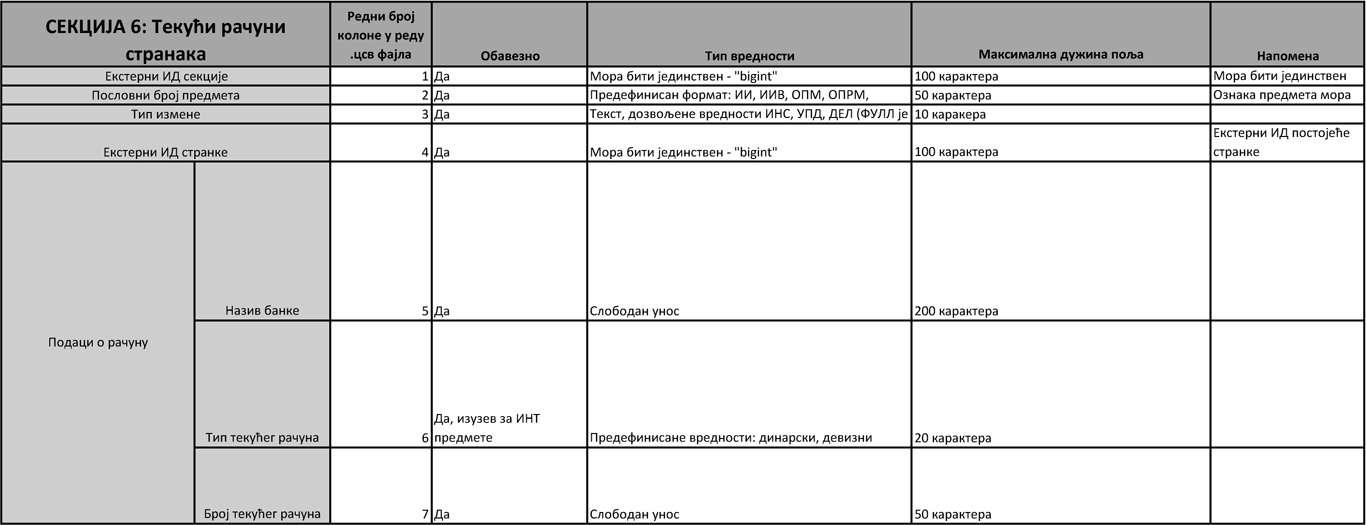 СЕКЦИЈА 6: Текући рачуни
странака
Редни број
колоне у реду
.цсв фајла
Обавезно
Тип вредности
Максимална дужина поља
Напомена
Екстерни ИД секције
1
Да
Мора бити јединствен - "bigint"
100 карактера
Мора бити јединствен
Пословни број предмета
2
Да
Предефинисан формат: ИИ, ИИВ, ОПМ, ОПРМ,
50 карактера
Ознака предмета мора
Тип измене
3
Да
Текст, дозвољене вредности ИНС, УПД, ДЕЛ (ФУЛЛ је
10 каракера
Екстерни ИД странке
4
Да
Мора бити јединствен - "bigint"
100 карактера
Екстерни ИД постојеће
странке
Подаци о рачуну
Назив банке
5
Да
Слободан унос
200 карактера
Тип текућег рачуна
6
Да, изузев за ИНТ
предмете
Предефинисане вредности: динарски, девизни
20 карактера
Број текућег рачуна
7
Да
Слободан унос
50 карактера